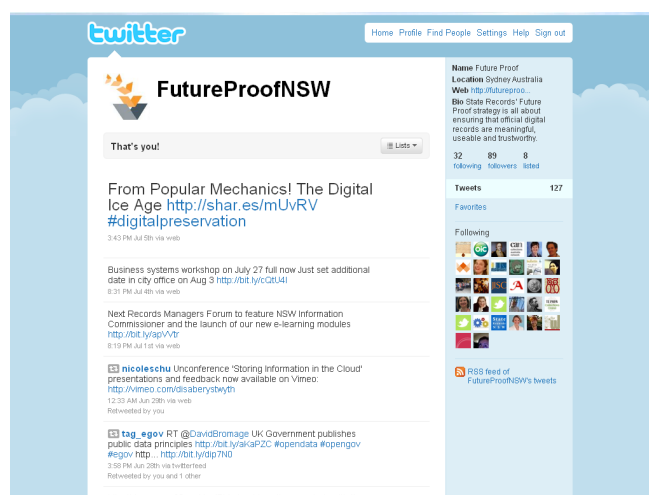 twitter
Home Profile Find People Settings Help Sign out
FutureProofNSW
That's you!
Lists
From Popular Mechanics! The Digital
Ice Age http://shar.es/mUvRV
#digitalpreservation
3:43 PM Jul 5th via web
Business systems workshop on July 27 full now Just set additional
date in city office on Aug 3 http://bit.ly/cQtU4I
8:31 PM Jul 4th via web
Next Records Managers Forum to feature NSW Information
Commissioner and the launch of our new e-learning modules
http://bit.ly/apVVtr
8:19 PM Jul 1st via web
nicoleschu Unconference 'Storing Information in the Cloud'
presentations and feedback now available on Vimeo:
http://vimeo.com/disaberystwyth
12:33 AM Jun 29th via web
Retweeted by you
tag_egov RT @DavidBromage UK Government publishes
public data principles http://bit.ly/aKaPZC #opendata #opengov
#egov http... http://bit.ly/dip7N0
3:58 PM Jun 28th via twitterfeed
Retweeted by you and 1 other
Name Future Proof
Location Sydney Australia
Web http://futureproo...
Bio State Records' Future
Proof strategy is all about
ensuring that official digital
records are meaningful,
useable and trustworthy.
32 89 8
following followers listed
Tweets 127
Favorites
Following
RSS feed of
FutureProofNSW's tweets